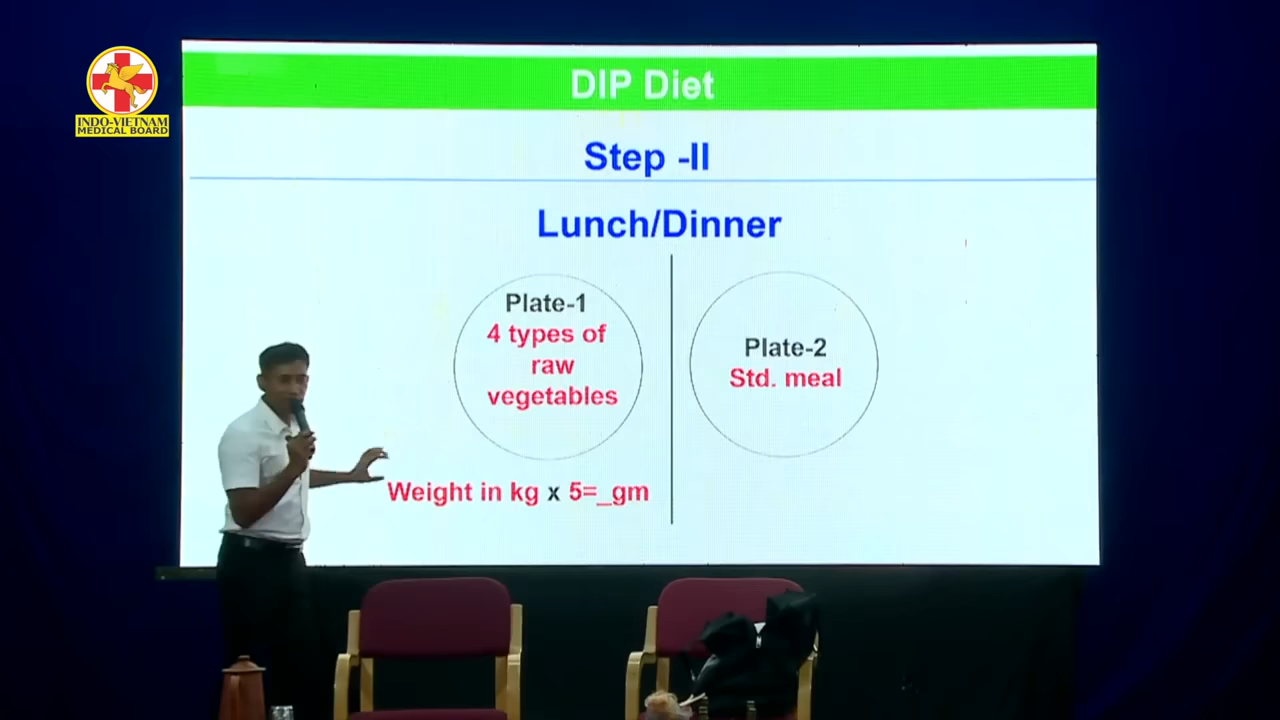 INDO-VIETNAM
MEDICAL BOARD
DIP Diet
Step -II
Lunch/Dinner
Plate-1
4 types of
raw
vegetables
Plate-2
Std. meal
Weight in kg x 5=_gm